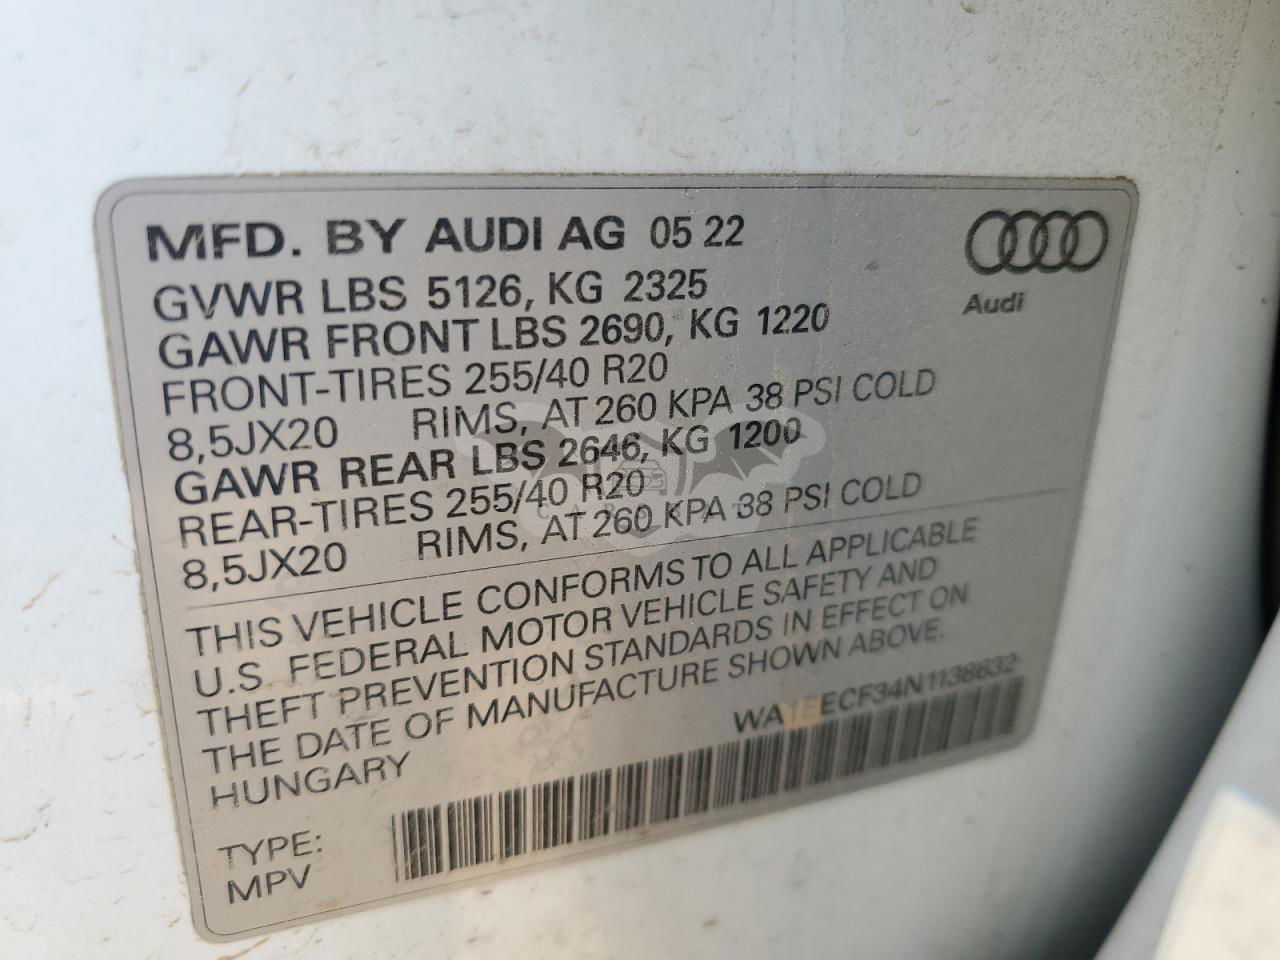 MFD. BY AUDI AG 05 22
Audi
GVWR LBS 5126, KG 2325
GAWR FRONT LBS 2690, KG 1220
FRONT-TIRES 255/40 R20
8,5JX20 RIMS, AT 260 KPA 38 PSI COLD
GAWR REAR LBS 2646, KG 1200
REAR-TIRES 255/40 R20
8,5JX20 RIMS, AT 260 KPA 38 PSI COLD
THIS VEHICLE CONFORMS TO ALL APPLICABLE
U.S FEDERAL MOTOR VEHICLE SAFETY AND
THEFT PREVENTION STANDARDS IN EFFECT ON
THE DATE OF MANUFACTURE SHOWN ABOVE.
HUNGARY
WA15ECF34N1138632
TYPE:
MPV